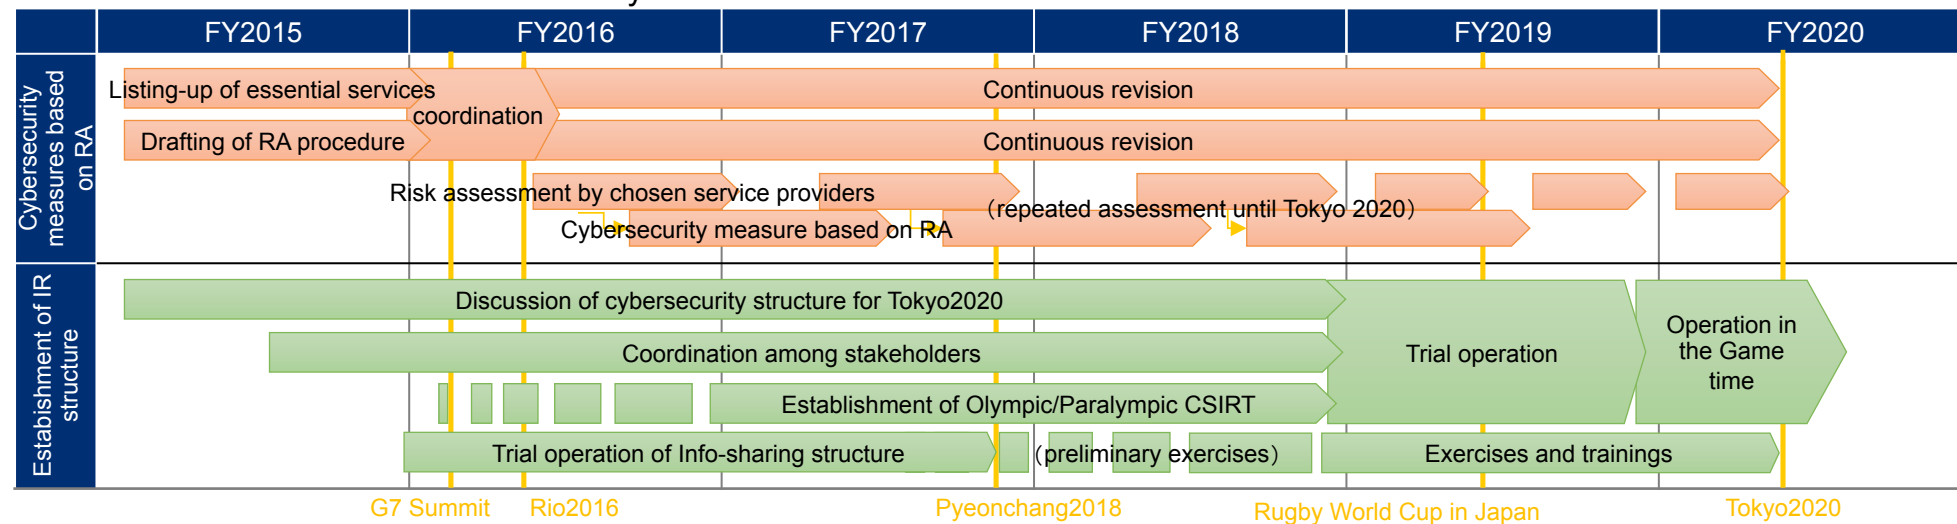 FY2015
FY2016
FY2017
FY2018
FY2019
FY2020
Cybersecurity
measures based
on RA
Listing-up of essential services
coordination
Continuous revision
Drafting of RA procedure
Continuous revision
Risk assessment by chosen service providers
（repeated assessment until Tokyo 2020）
Cybersecurity measure based on RA
Estabishment of IR
structure
Discussion of cybersecurity structure for Tokyo2020
Coordination among stakeholders
Trial operation
Operation in
the Game
time
Establishment of Olympic/Paralympic CSIRT
Trial operation of Info-sharing structure
（preliminary exercises）
Exercises and trainings
G7 Summit
Rio2016
Pyeonchang2018
Rugby World Cup in Japan
Tokyo2020